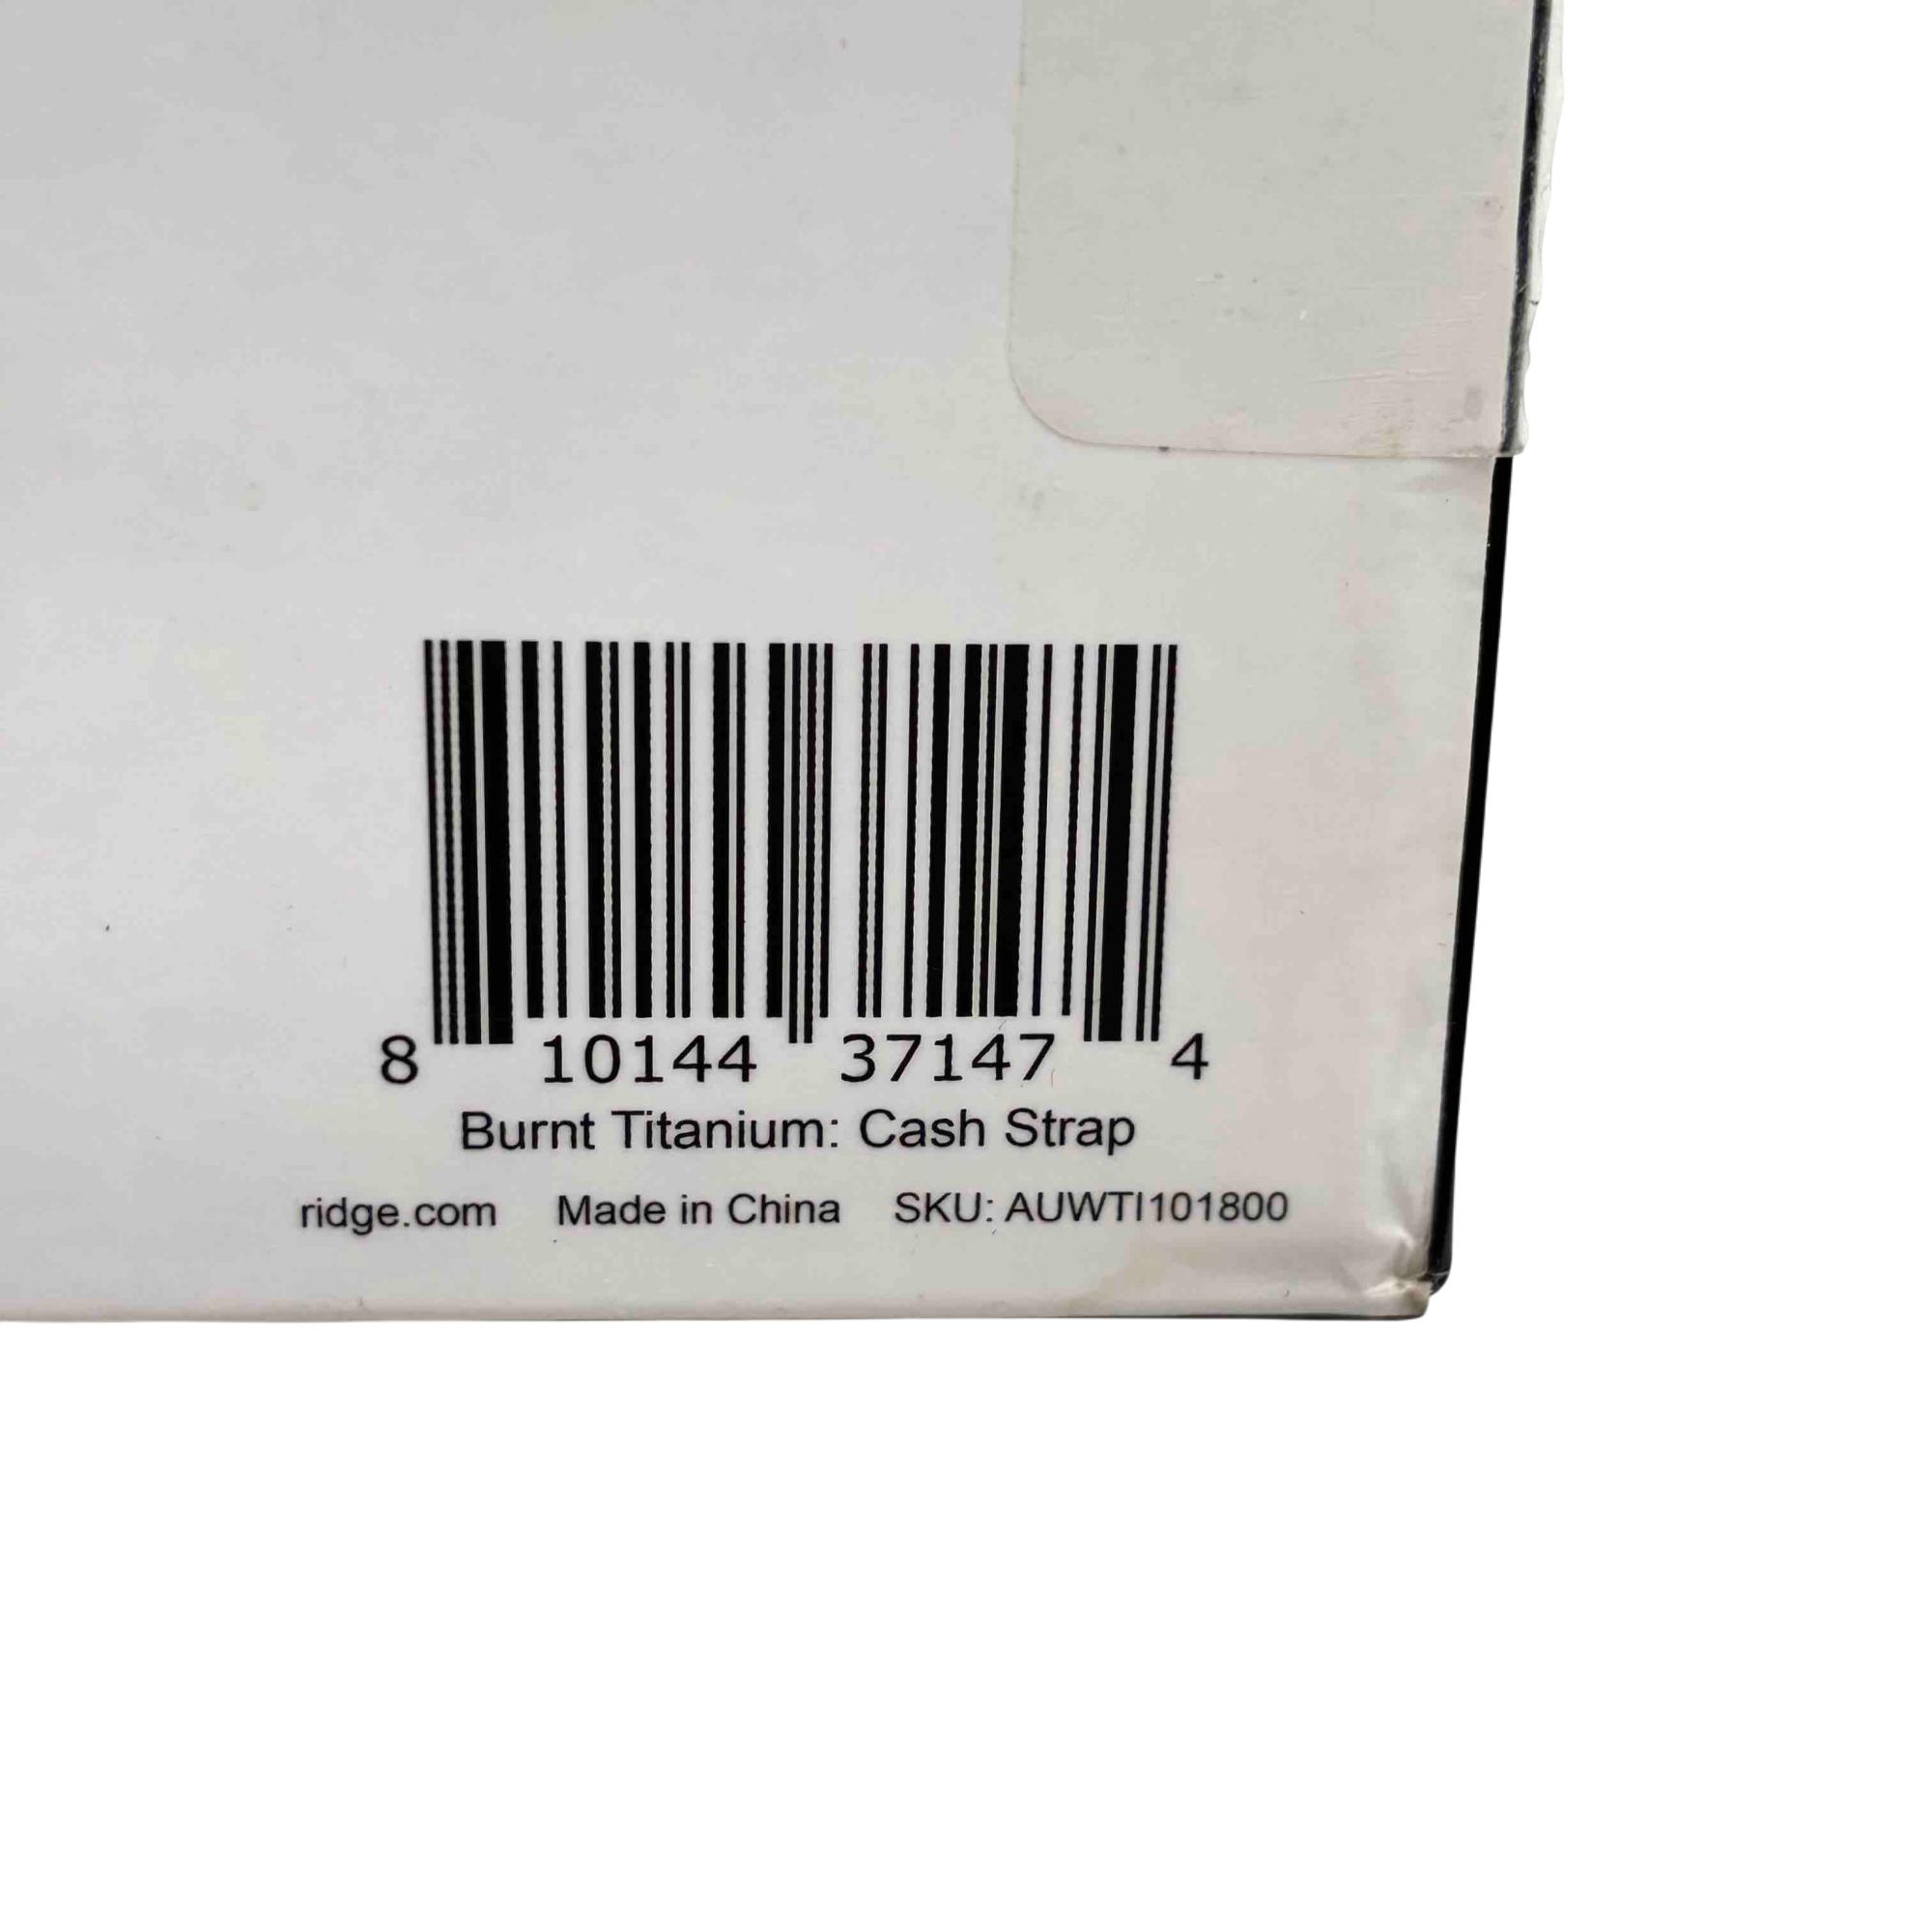 8 10144 37147 4
Burnt Titanium: Cash Strap
ridge.com Made in China SKU: AUWTI101800